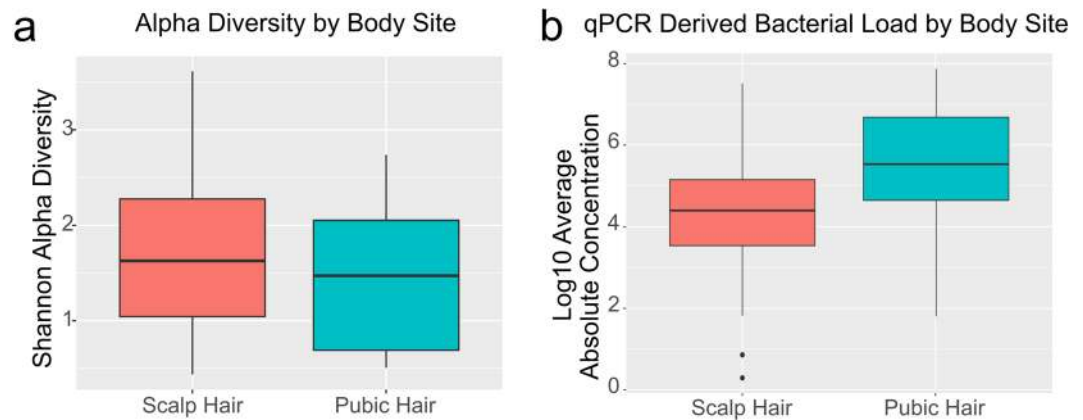 a
Alpha Diversity by Body Site
Shannon Alpha Diversity
3
2
1
Scalp Hair
Pubic Hair
b
qPCR Derived Bacterial Load by Body Site
Log10 Average
Absolute Concentration
8
6
4
2
0
Scalp Hair
Pubic Hair